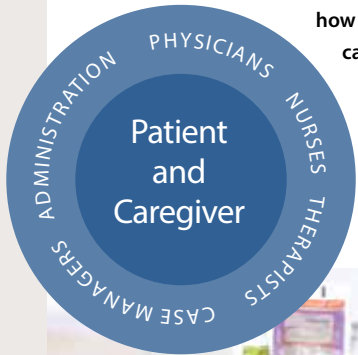 how
ca
PHYSICIANS
NURSES
THERAPISTS
CASE MANAGERS
ADMINISTRATION
Patient
and
Caregiver